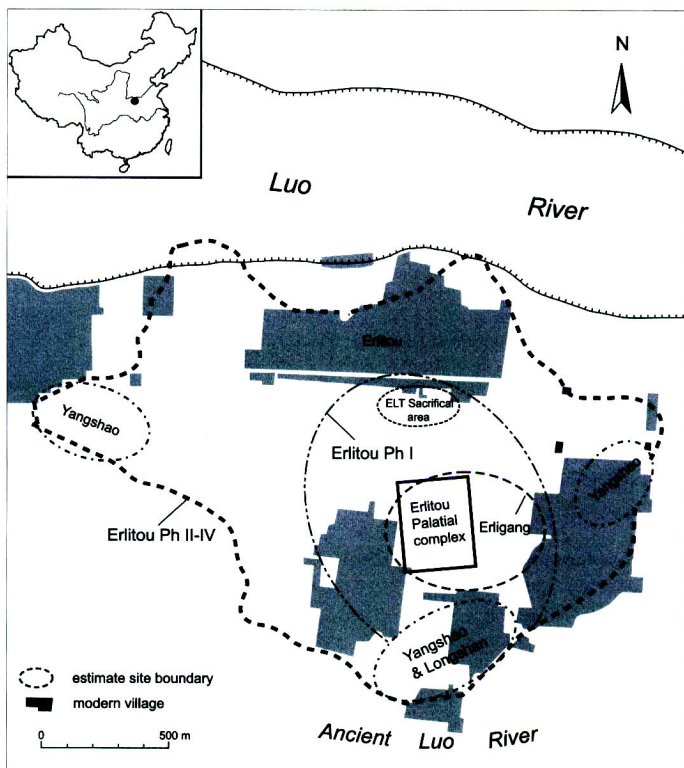 N
Luo
River
Erlitou
ELT Sacrifical
area
Yangshao
Erlitou Ph I
Yangshao
Erlitou
Palatial
complex
Erligang
Erlitou Ph II-IV
Yangshao
& Longshan
estimate site boundary
modern village
0 500 m
Ancient Luo River